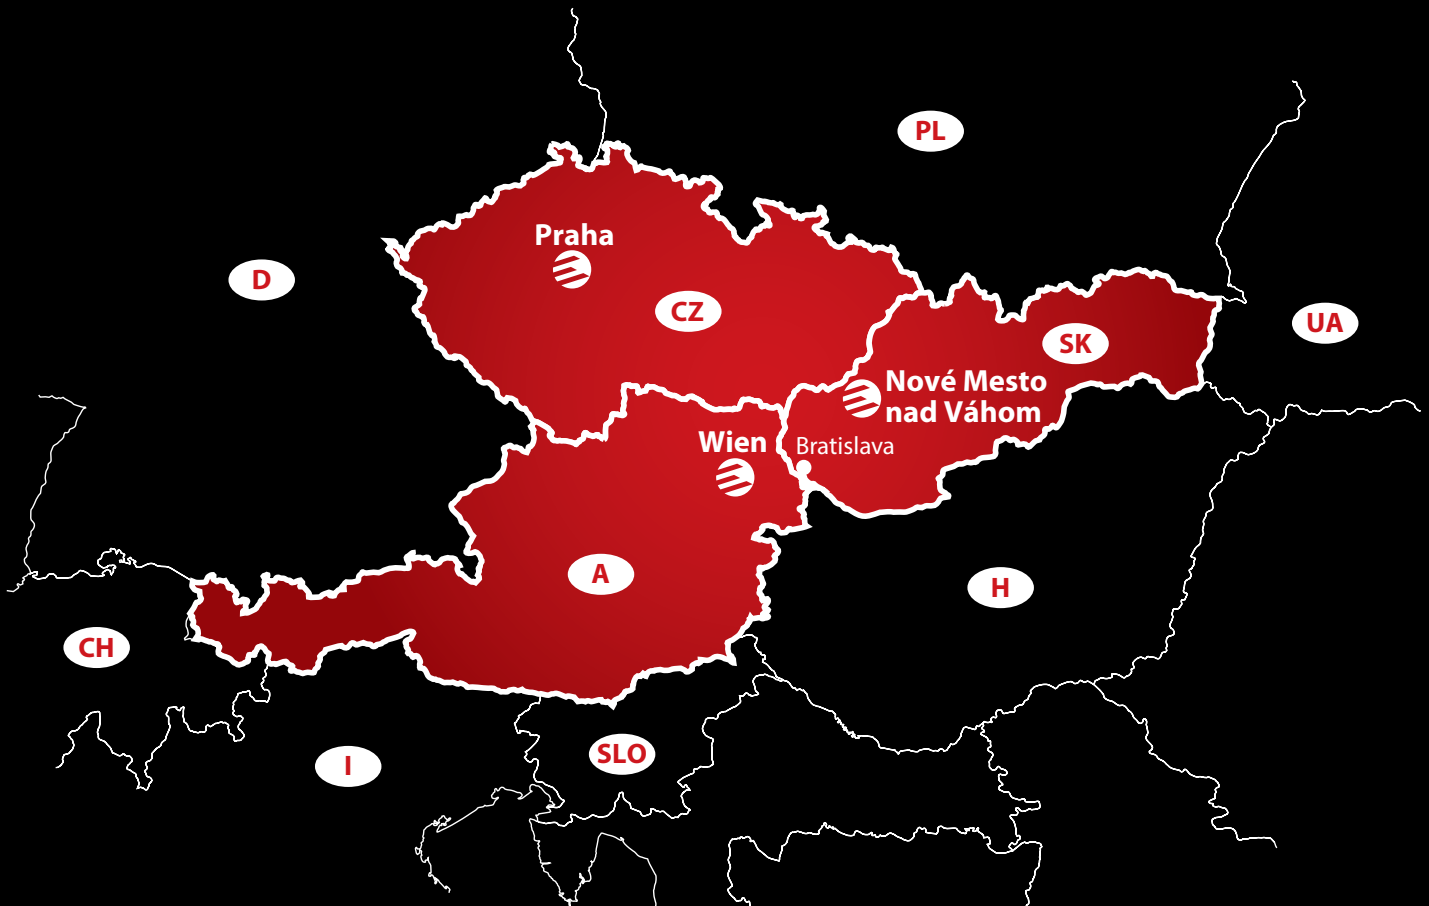 PL
Praha
D
CZ
UA
SK
Nové Mesto
nad Váhom
Wien
Bratislava
A
H
CH
SLO
I